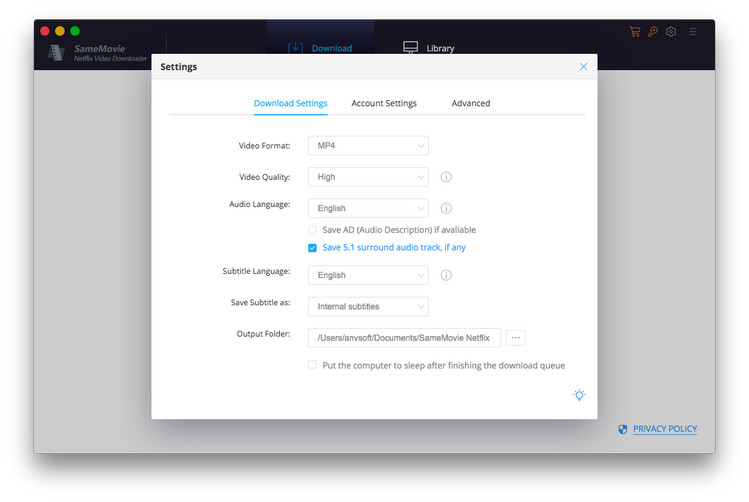 SameMovie
Netflix Video Downloader
Download
Library
Settings
Download Settings
Account Settings
Advanced
Video Format:
MP4
Video Quality:
High
Audio Language:
English
Save AD (Audio Description) if avaliable
Save 5.1 surround audio track, if any
Subtitle Language:
English
Save Subtitle as:
Internal subtitles
Output Folder:
/Users/anvsoft/Documents/SameMovie Netflix
...
Put the computer to sleep after finishing the download queue
PRIVACY POLICY